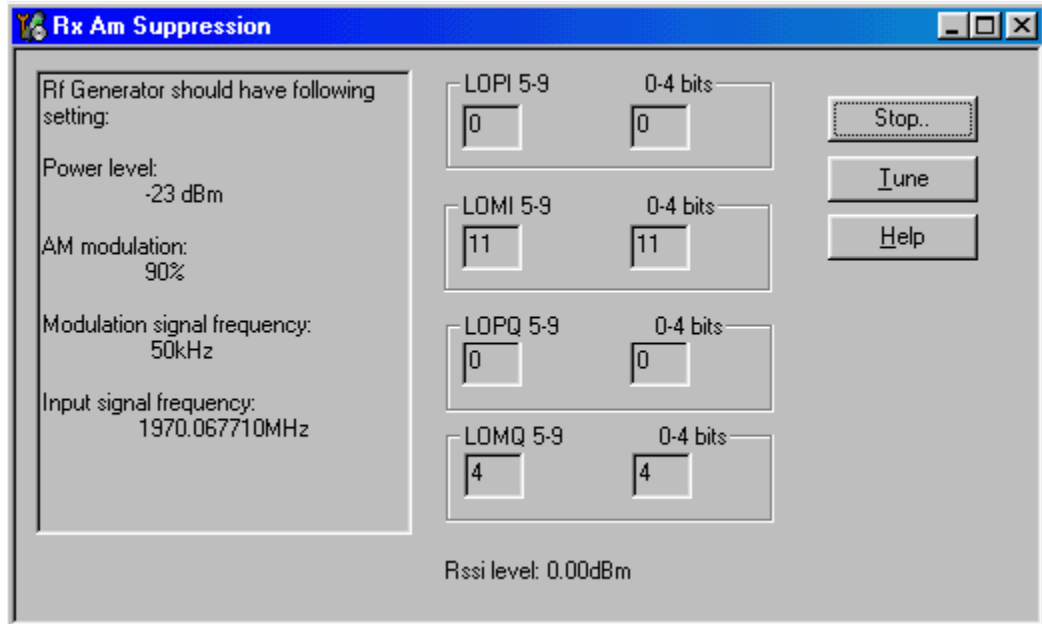 Rx Am Suppression
Rf Generator should have following
setting:
Power level:
-23 dBm
AM modulation:
90%
Modulation signal frequency:
50kHz
Input signal frequency:
1970.067710MHz
LOPI 5-9 0-4 bits
0 0
LOMI 5-9 0-4 bits
11 11
LOPQ 5-9 0-4 bits
0 0
LOMQ 5-9 0-4 bits
4 4
Rssi level: 0.00dBm
Stop..
Tune
Help